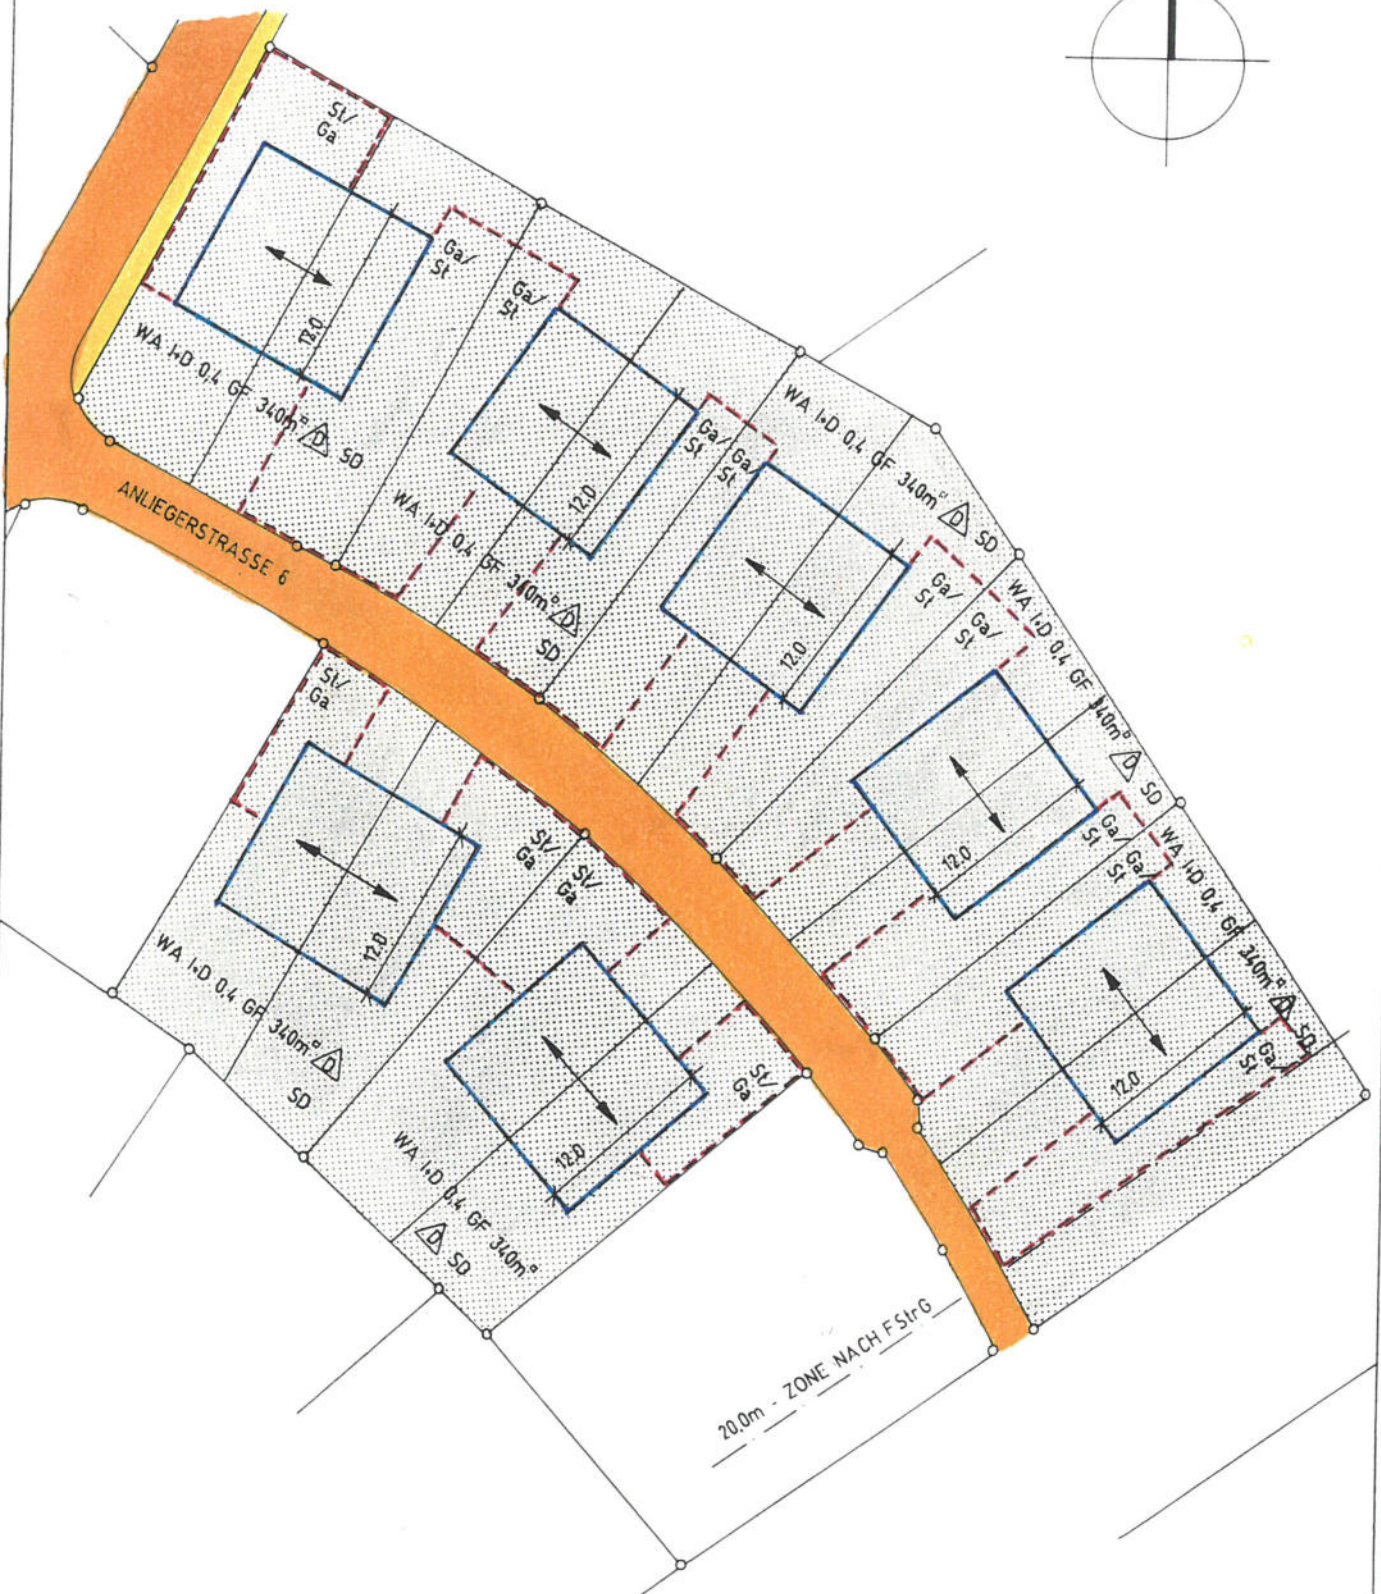 St/
Ga
Ga/
St
12.0
WA I+D 0,4 GF 340m² D SD
Ga/
St
12.0
WA I+D 0,4 GF 340m² D
SD
Ga/
St
Ga/
St
12.0
WA I+D 0,4 GF 340m² D SD
Ga/
St
Ga/
St
12.0
WA I+D 0,4 GF 340m² D SD
Ga/
St
Ga/
St
12.0
WA I+D 0,4 GF 340m² D SD
Ga/
St
ANLIEGERSTRASSE 6
St/
Ga
12.0
St/
Ga
WA I+D 0,4 GF 340m² D
SD
St/
Ga
12.0
St/
Ga
WA I+D 0,4 GF 340m²
D SD
20,0m - ZONE NACH FStrG